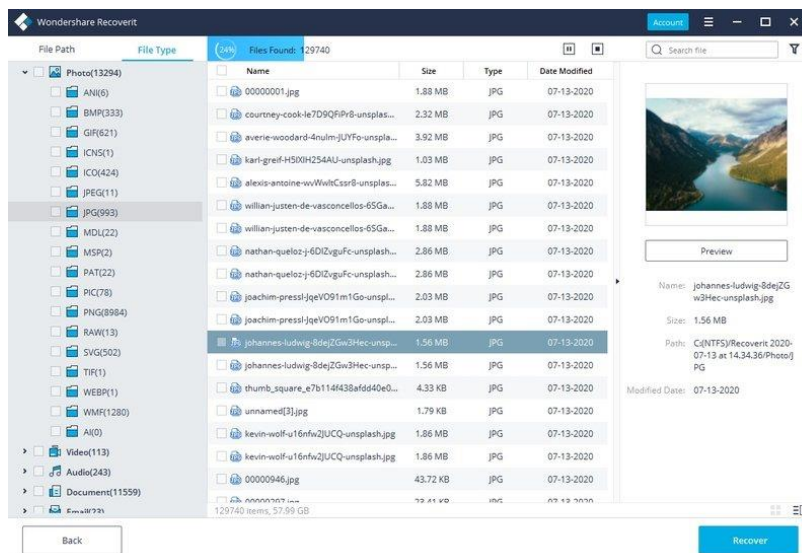 Wondershare Recoverit
Account
File Path File Type
24% Files Found: 129740
Search file
Photo(13294)
ANI(6)
BMP(333)
GIF(621)
ICNS(1)
ICO(424)
JPEG(11)
JPG(993)
MDL(22)
MSP(2)
PAT(22)
PIC(78)
PNG(8984)
RAW(13)
SVG(502)
TIF(1)
WEBP(1)
WMF(1280)
AI(0)
Video(113)
Audio(243)
Document(11559)
Email(23)
Name Size Type Date Modified
00000001.jpg 1.88 MB JPG 07-13-2020
courtney-cook-le7D9QFiPr8-unsplas... 2.32 MB JPG 07-13-2020
averie-woodard-4nulm-JUYFo-unspla... 3.92 MB JPG 07-13-2020
karl-greif-H5IXIH254AU-unsplash.jpg 1.03 MB JPG 07-13-2020
alexis-antoine-wvWwltCssr8-unsplas... 5.82 MB JPG 07-13-2020
willian-justen-de-vasconcellos-6SGa... 1.88 MB JPG 07-13-2020
willian-justen-de-vasconcellos-6SGa... 1.88 MB JPG 07-13-2020
nathan-queloz-j-6DIZvguFc-unsplash... 2.86 MB JPG 07-13-2020
nathan-queloz-j-6DIZvguFc-unsplash... 2.86 MB JPG 07-13-2020
joachim-pressl-JqeVO91m1Go-unspl... 2.03 MB JPG 07-13-2020
joachim-pressl-JqeVO91m1Go-unspl... 2.03 MB JPG 07-13-2020
johannes-ludwig-8dejZGw3Hec-unsp... 1.56 MB JPG 07-13-2020
johannes-ludwig-8dejZGw3Hec-unsp... 1.56 MB JPG 07-13-2020
thumb_square_e7b114f438afdd40e0... 4.33 KB JPG 07-13-2020
unnamed[3].jpg 1.79 KB JPG 07-13-2020
kevin-wolf-u16nfw2JUCQ-unsplash.jpg 1.86 MB JPG 07-13-2020
kevin-wolf-u16nfw2JUCQ-unsplash.jpg 1.86 MB JPG 07-13-2020
00000946.jpg 43.72 KB JPG 07-13-2020
00000297.jpg 23.41 KB JPG 07-13-2020
129740 items, 57.99 GB
Preview
Name: johannes-ludwig-8dejZG
w3Hec-unsplash.jpg
Size: 1.56 MB
Path: C:(NTFS)/Recoverit 2020-
07-13 at 14.34.36/Photo/J
PG
Modified Date: 07-13-2020
Back
Recover